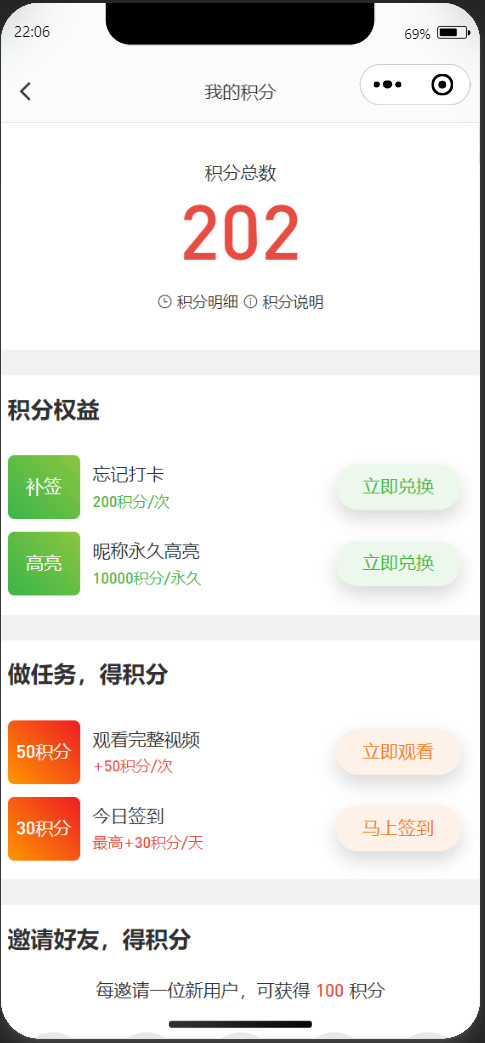 22:06
69%
我的积分
积分总数
202
积分明细 积分说明
积分权益
补签
忘记打卡
200积分/次
立即兑换
高亮
昵称永久高亮
10000积分/永久
立即兑换
做任务，得积分
50积分
观看完整视频
+50积分/次
立即观看
30积分
今日签到
最高+30积分/天
马上签到
邀请好友，得积分
每邀请一位新用户，可获得 100 积分